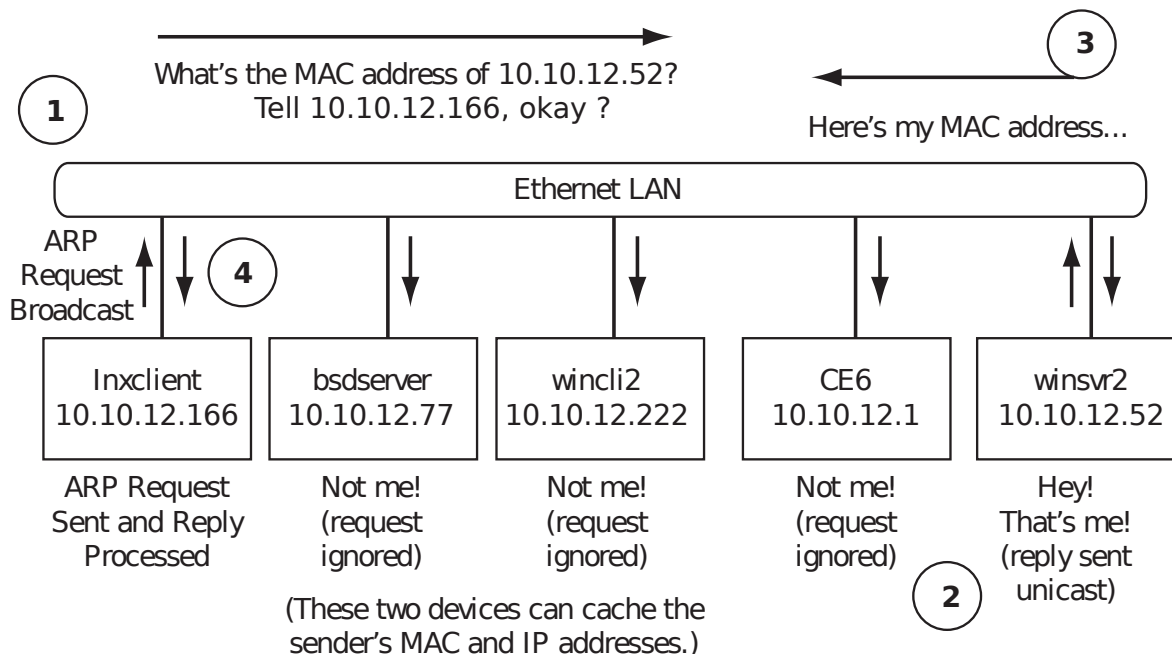 3
What's the MAC address of 10.10.12.52?
Tell 10.10.12.166, okay ?
1
Here's my MAC address...
Ethernet LAN
ARP
Request
Broadcast
4
lnxclient
10.10.12.166
bsdserver
10.10.12.77
wincli2
10.10.12.222
CE6
10.10.12.1
winsvr2
10.10.12.52
ARP Request
Sent and Reply
Processed
Not me!
(request
ignored)
Not me!
(request
ignored)
Not me!
(request
ignored)
Hey!
That's me!
(reply sent
unicast)
2
(These two devices can cache the
sender's MAC and IP addresses.)